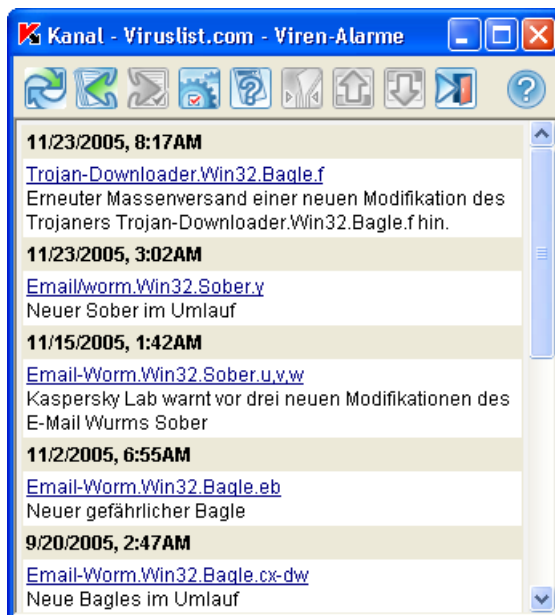 Kanal - Viruslist.com - Viren-Alarme
11/23/2005, 8:17AM
Trojan-Downloader.Win32.Bagle.f
Erneuter Massenversand einer neuen Modifikation des
Trojaners Trojan-Downloader.Win32.Bagle.f hin.
11/23/2005, 3:02AM
Email/worm.Win32.Sober.y
Neuer Sober im Umlauf
11/15/2005, 1:42AM
Email-Worm.Win32.Sober.u,v,w
Kaspersky Lab warnt vor drei neuen Modifikationen des
E-Mail Wurms Sober
11/2/2005, 6:55AM
Email-Worm.Win32.Bagle.eb
Neuer gefährlicher Bagle
9/20/2005, 2:47AM
Email-Worm.Win32.Bagle.cx-dw
Neue Bagles im Umlauf